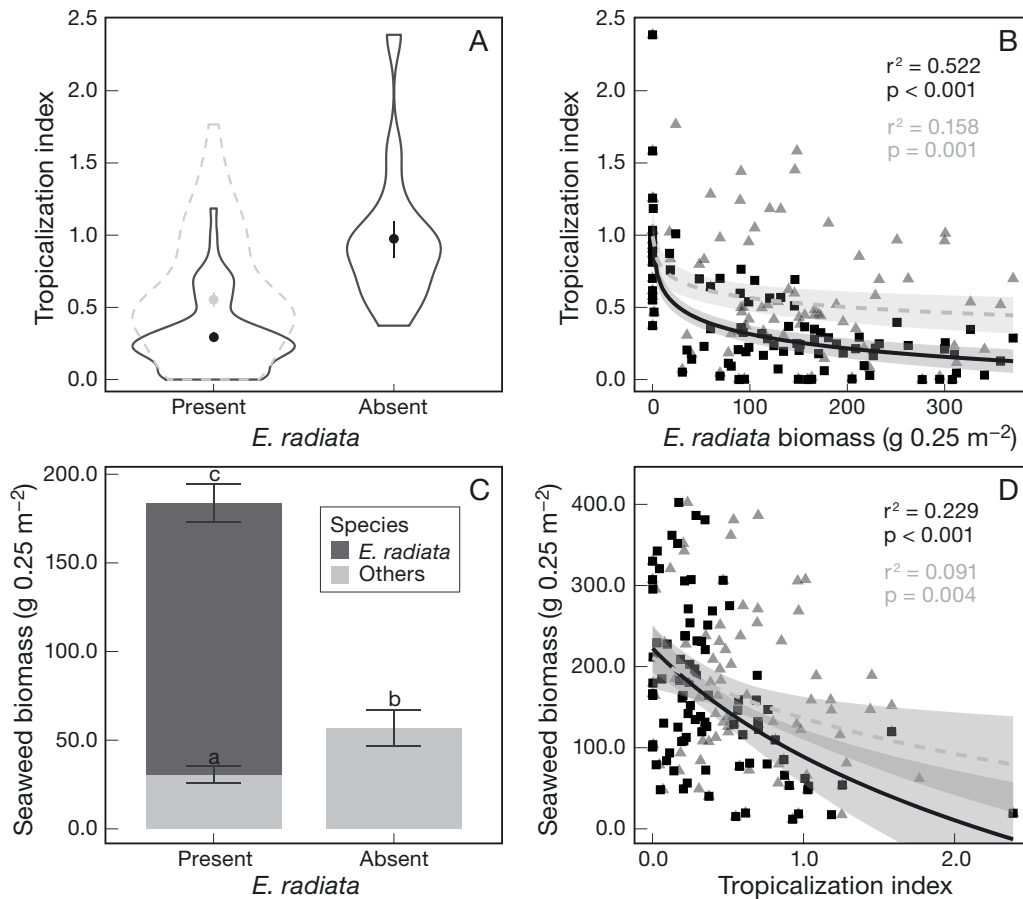 A
Tropicalization index
2.5
2.0
1.5
1.0
0.5
0.0
Present
Absent
E. radiata
B
Tropicalization index
2.5
2.0
1.5
1.0
0.5
0.0
r² = 0.522
p < 0.001
r² = 0.158
p = 0.001
0
100
200
300
E. radiata biomass (g 0.25 m⁻²)
C
Seaweed biomass (g 0.25 m⁻²)
200.0
150.0
100.0
50.0
0.0
c
a
b
Species
E. radiata
Others
Present
Absent
E. radiata
D
Seaweed biomass (g 0.25 m⁻²)
400.0
300.0
200.0
100.0
0.0
r² = 0.229
p < 0.001
r² = 0.091
p = 0.004
0.0
1.0
2.0
Tropicalization index